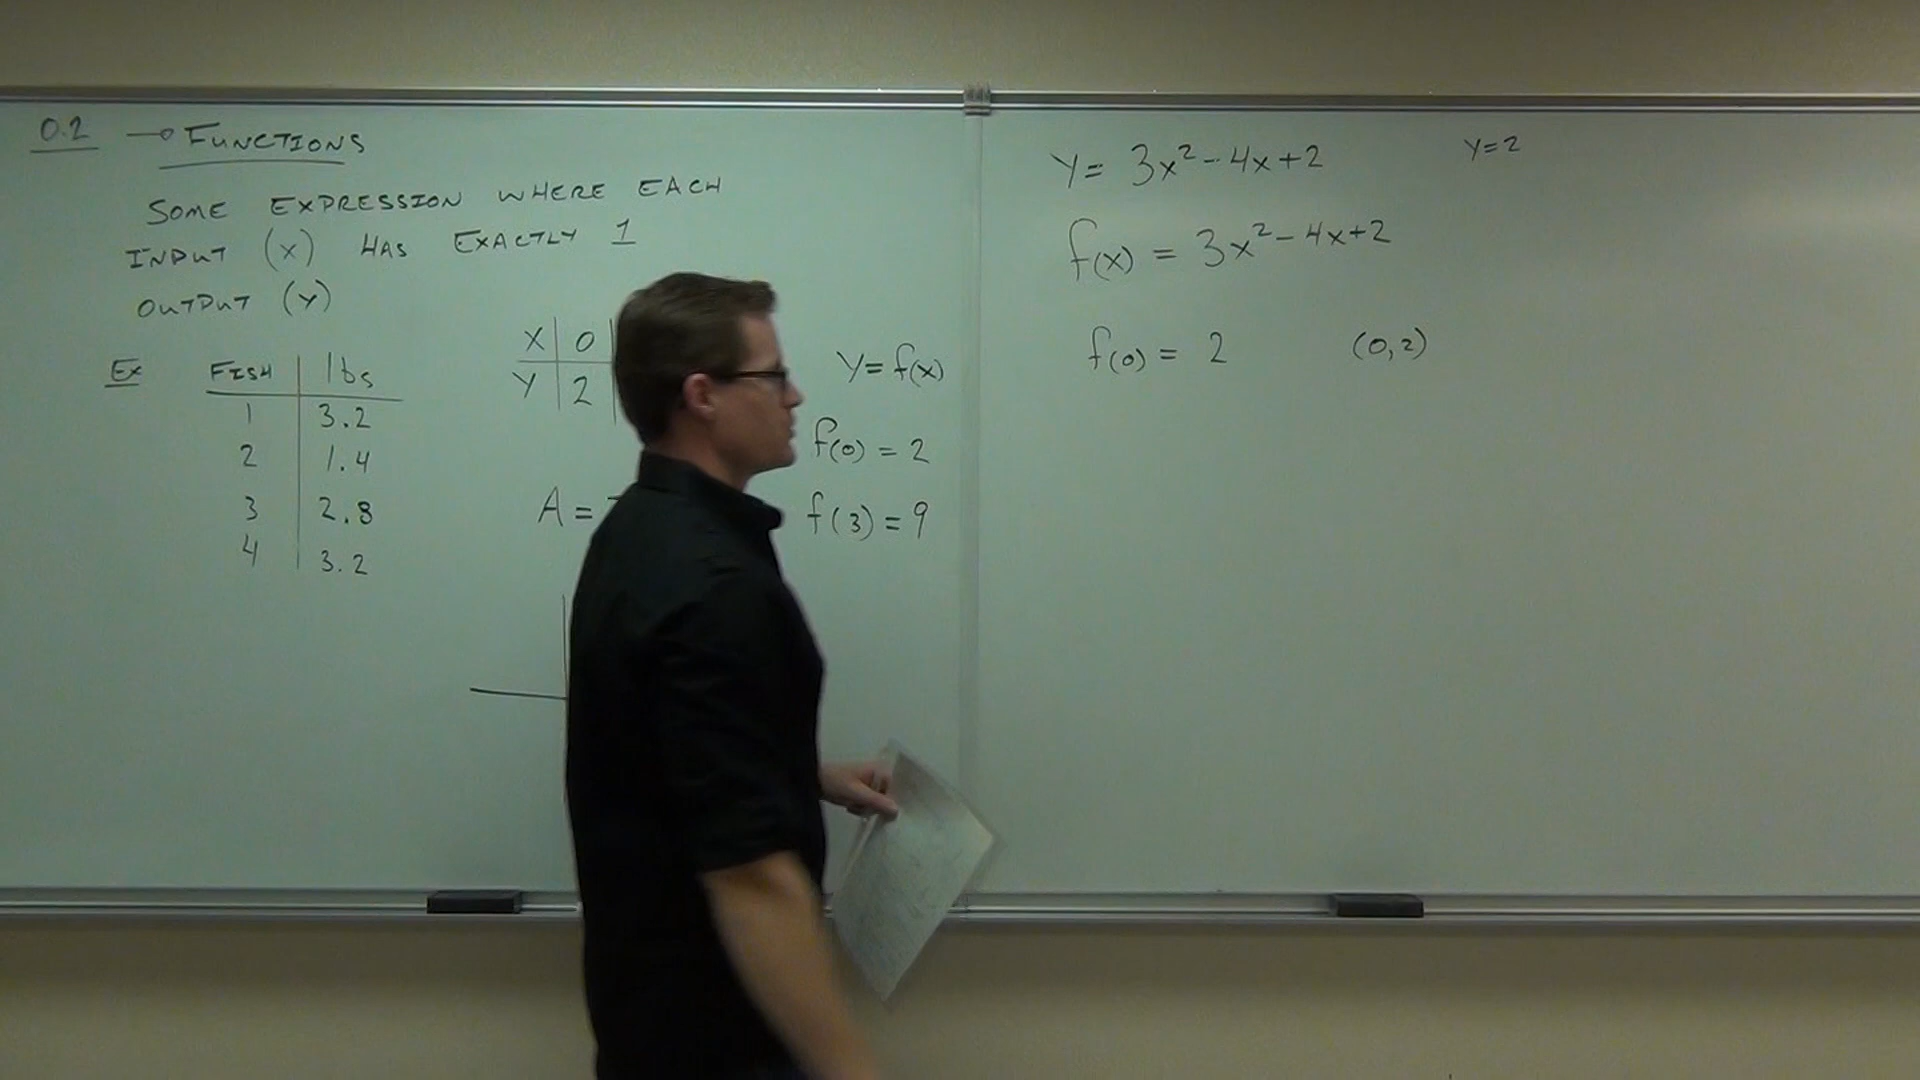 0.2 → FUNCTIONS
SOME EXPRESSION WHERE EACH
INPUT (X) HAS EXACTLY 1
OUTPUT (Y)
EX
FISH lbs
1 3.2
2 1.4
3 2.8
4 3.2
X 0
Y 2
A =
Y = f(x)
f(0) = 2
f(3) = 9
Y = 3x² - 4x + 2
Y = 2
f(x) = 3x² - 4x + 2
f(0) = 2 (0,2)